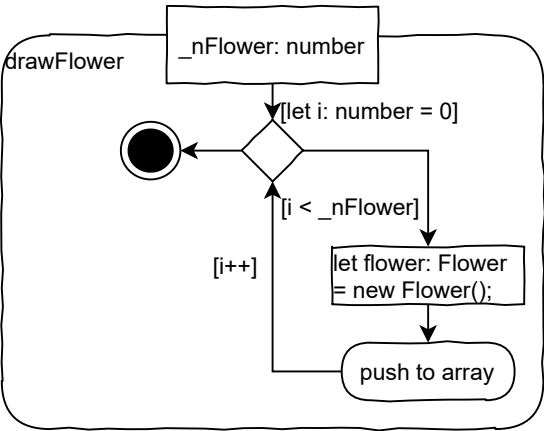 _nFlower: number
drawFlower
[let i: number = 0]
[i < _nFlower]
[i++]
let flower: Flower
= new Flower();
push to array